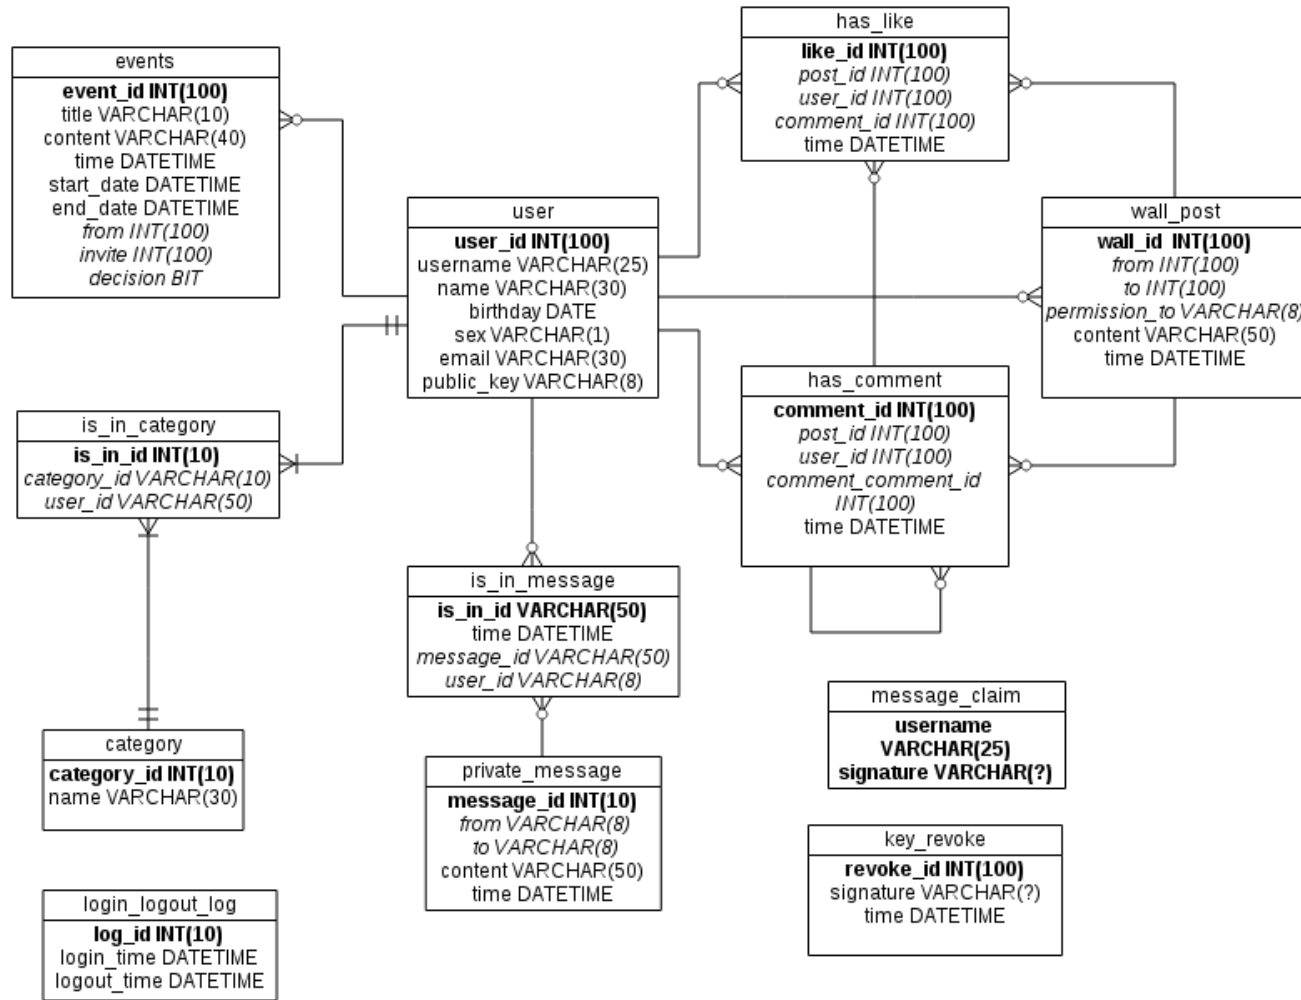 events
event_id INT(100)
title VARCHAR(10)
content VARCHAR(40)
time DATETIME
start_date DATETIME
end_date DATETIME
from INT(100)
invite INT(100)
decision BIT
has_like
like_id INT(100)
post_id INT(100)
user_id INT(100)
comment_id INT(100)
time DATETIME
user
user_id INT(100)
username VARCHAR(25)
name VARCHAR(30)
birthday DATE
sex VARCHAR(1)
email VARCHAR(30)
public_key VARCHAR(8)
wall_post
wall_id INT(100)
from INT(100)
to INT(100)
permission_to VARCHAR(8)
content VARCHAR(50)
time DATETIME
is_in_category
is_in_id INT(10)
category_id VARCHAR(10)
user_id VARCHAR(50)
has_comment
comment_id INT(100)
post_id INT(100)
user_id INT(100)
comment_comment_id
INT(100)
time DATETIME
is_in_message
is_in_id VARCHAR(50)
time DATETIME
message_id VARCHAR(50)
user_id VARCHAR(8)
category
category_id INT(10)
name VARCHAR(30)
private_message
message_id INT(10)
from VARCHAR(8)
to VARCHAR(8)
content VARCHAR(50)
time DATETIME
message_claim
username
VARCHAR(25)
signature VARCHAR(?)
key_revoke
revoke_id INT(100)
signature VARCHAR(?)
time DATETIME
login_logout_log
log_id INT(10)
login_time DATETIME
logout_time DATETIME